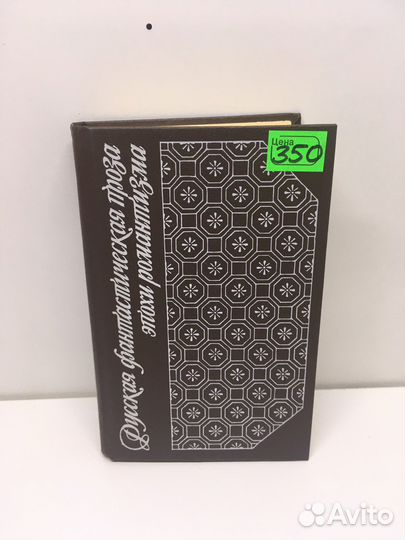 Русская фантастическая проза
эпохи романтизма
Цена
350
Avito